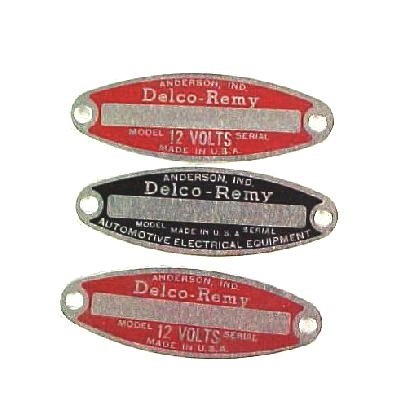 ANDERSON, IND.
Delco-Remy
MODEL 12 VOLTS SERIAL
MADE IN U.S.A.
ANDERSON, IND.
Delco-Remy
MODEL MADE IN U.S.A. SERIAL
AUTOMOTIVE ELECTRICAL EQUIPMENT
ANDERSON, IND.
Delco-Remy
MODEL 12 VOLTS SERIAL
MADE IN U.S.A.